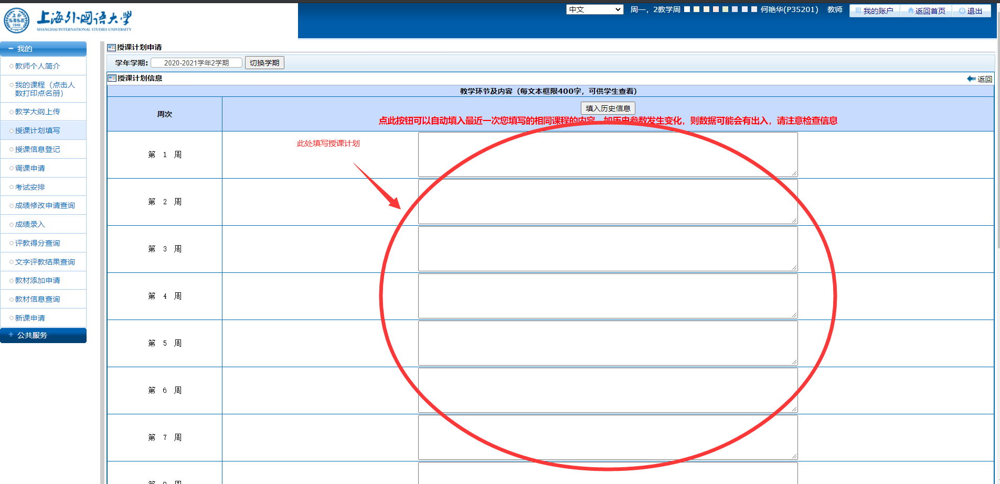 上海外国语大学
SHANGHAI INTERNATIONAL STUDIES UNIVERSITY
上外
SISU
1949
中文
周一，2教学周
何艳华(P35201)
教师
我的账户
返回首页
退出
我的
教师个人简介
我的课程（点击人
数打印点名册）
教学大纲上传
授课计划填写
授课信息登记
调课申请
考试安排
成绩修改申请查询
成绩录入
评教得分查询
文字评教结果查询
教材添加申请
教材信息查询
新课申请
公共服务
授课计划申请
学年学期:
2020-2021学年2学期
切换学期
授课计划信息
返回
教学环节及内容（每文本框限400字，可供学生查看）
周次
填入历史信息
点此按钮可以自动填入最近一次您填写的相同课程的内容，如历史参数发生变化，则数据可能会有出入，请注意检查信息
此处填写授课计划
第 1 周
第 2 周
第 3 周
第 4 周
第 5 周
第 6 周
第 7 周